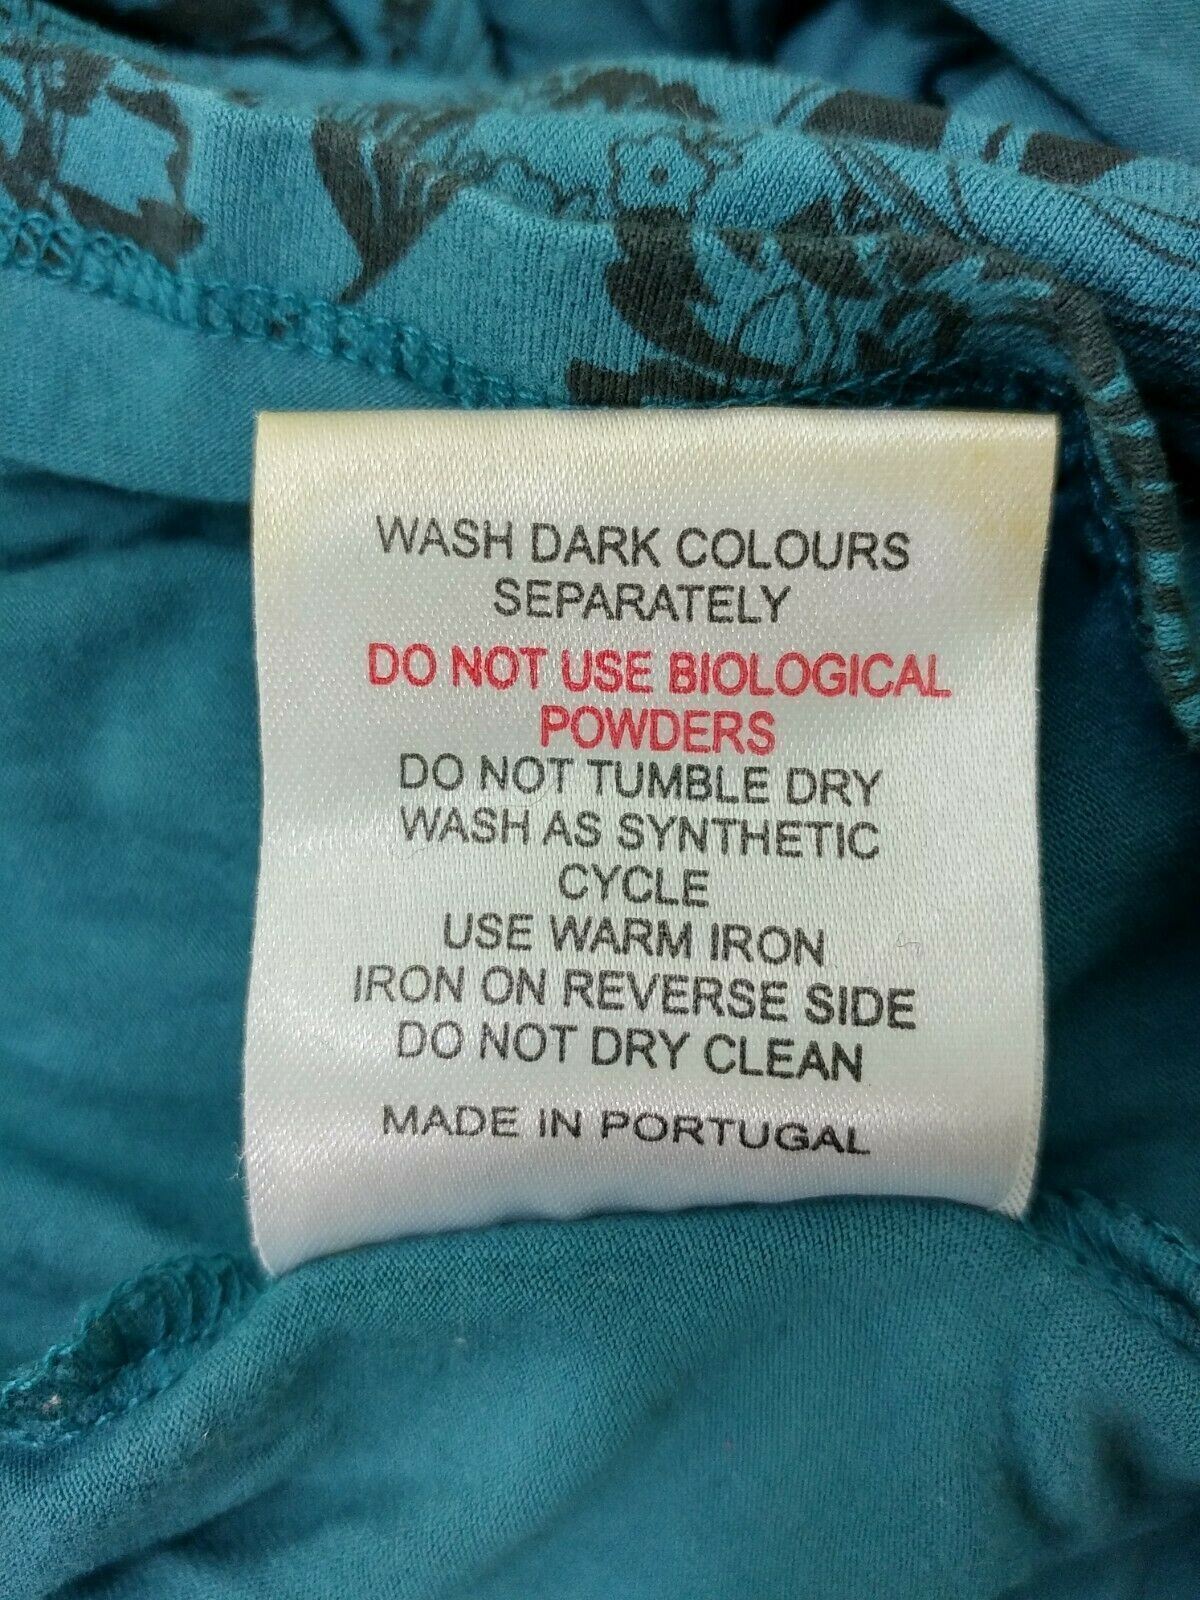 WASH DARK COLOURS
SEPARATELY
DO NOT USE BIOLOGICAL
POWDERS
DO NOT TUMBLE DRY
WASH AS SYNTHETIC
CYCLE
USE WARM IRON
IRON ON REVERSE SIDE
DO NOT DRY CLEAN
MADE IN PORTUGAL